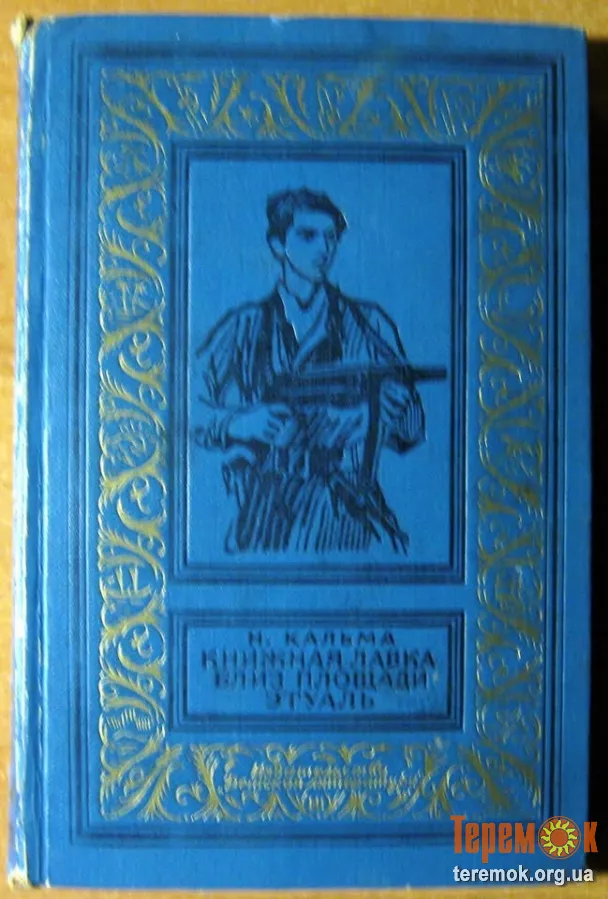 Н. КАЛЬМА
КНИЖНАЯ ЛАВКА
БЛИЗ ПЛОЩАДИ
ЭТУАЛЬ
Теремок
teremok.org.ua